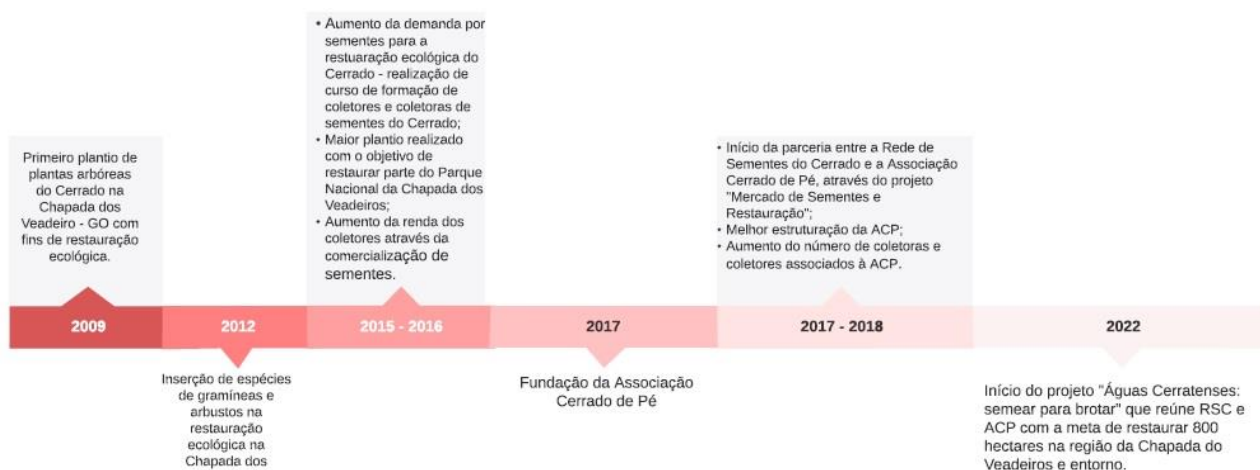 Primeiro plantio de
plantas arbóreas
do Cerrado na
Chapada dos
Veadeiro - GO com
fins de restauração
ecológica.
2009
2012
Inserção de espécies
de gramíneas e
arbustos na
restauração
ecológica na
Chapada dos
• Aumento da demanda por
sementes para a
restuaração ecológica do
Cerrado - realização de
curso de formação de
coletores e coletoras de
sementes do Cerrado;
• Maior plantio realizado
com o objetivo de
restaurar parte do Parque
Nacional da Chapada dos
Veadeiros;
• Aumento da renda dos
coletores através da
comercialização de
sementes.
2015 - 2016
2017
Fundação da Associação
Cerrado de Pé
• Início da parceria entre a Rede de
Sementes do Cerrado e a Associação
Cerrado de Pé, através do projeto
"Mercado de Sementes e
Restauração";
• Melhor estruturação da ACP;
• Aumento do número de coletoras e
coletores associados à ACP.
2017 - 2018
2022
Início do projeto "Águas Cerratenses:
semear para brotar" que reúne RSC e
ACP com a meta de restaurar 800
hectares na região da Chapada do
Veadeiros e entorno.